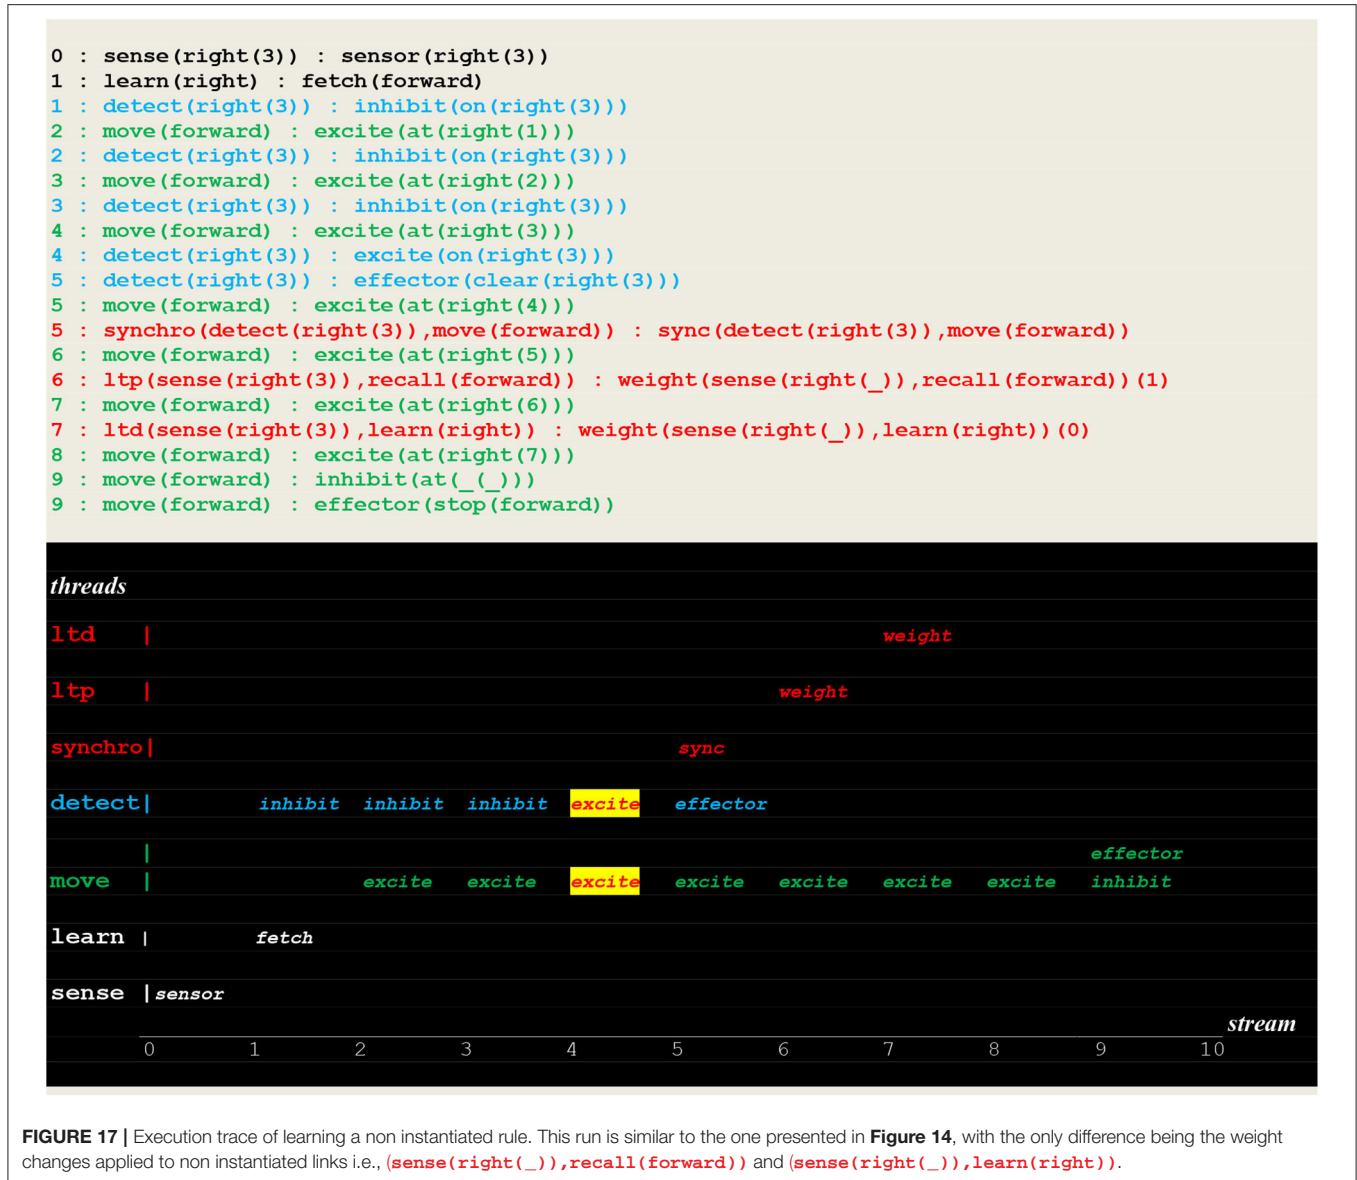 0 : sense(right(3)) : sensor(right(3))
1 : learn(right) : fetch(forward)
1 : detect(right(3)) : inhibit(on(right(3)))
2 : move(forward) : excite(at(right(1)))
2 : detect(right(3)) : inhibit(on(right(3)))
3 : move(forward) : excite(at(right(2)))
3 : detect(right(3)) : inhibit(on(right(3)))
4 : move(forward) : excite(at(right(3)))
4 : detect(right(3)) : excite(on(right(3)))
5 : detect(right(3)) : effector(clear(right(3)))
5 : move(forward) : excite(at(right(4)))
5 : synchro(detect(right(3)),move(forward)) : sync(detect(right(3)),move(forward))
6 : move(forward) : excite(at(right(5)))
6 : ltp(sense(right(3)),recall(forward)) : weight(sense(right(_)),recall(forward))(1)
7 : move(forward) : excite(at(right(6)))
7 : ltd(sense(right(3)),learn(right)) : weight(sense(right(_)),learn(right))(0)
8 : move(forward) : excite(at(right(7)))
9 : move(forward) : inhibit(at(_(_)))
9 : move(forward) : effector(stop(forward))
threads
ltd | weight
ltp | weight
synchro| sync
detect| inhibit inhibit inhibit excite effector
| effector
move | excite excite excite excite excite excite excite inhibit
learn | fetch
sense |sensor
stream
0 1 2 3 4 5 6 7 8 9 10
FIGURE 17 | Execution trace of learning a non instantiated rule. This run is similar to the one presented in Figure 14, with the only difference being the weight
changes applied to non instantiated links i.e., (sense(right(_)),recall(forward)) and (sense(right(_)),learn(right)).